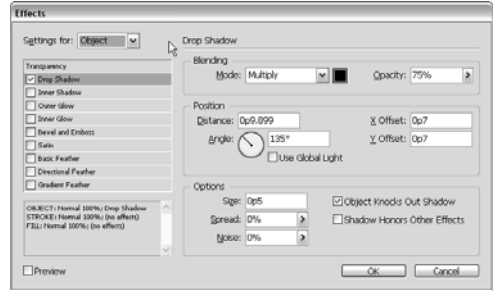 Effects
Settings for: Object
Drop Shadow
Transparency
Drop Shadow
Inner Shadow
Outer Glow
Inner Glow
Bevel and Emboss
Satin
Basic Feather
Directional Feather
Gradient Feather
OBJECT: Normal 100%; Drop Shadow
STROKE: Normal 100%; (no effects)
FILL: Normal 100%; (no effects)
Preview
Blending
Mode: Multiply Opacity: 75%
Position
Distance: 0p9.899 X Offset: 0p7
Angle: 135° Y Offset: 0p7
Use Global Light
Options
Size: 0p5 Object Knocks Out Shadow
Spread: 0% Shadow Honors Other Effects
Noise: 0%
OK Cancel